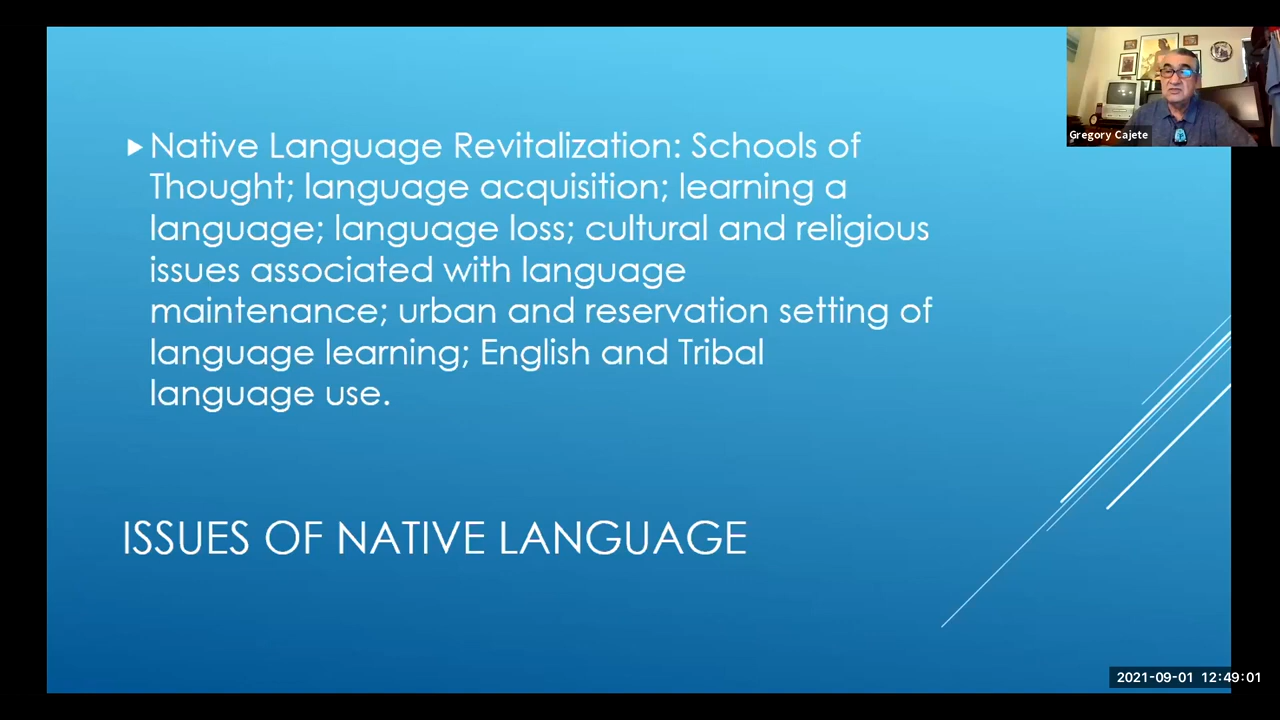 Native Language Revitalization: Schools of
Thought; language acquisition; learning a
language; language loss; cultural and religious
issues associated with language
maintenance; urban and reservation setting of
language learning; English and Tribal
language use.
ISSUES OF NATIVE LANGUAGE
Gregory Cajete
2021-09-01 12:49:01